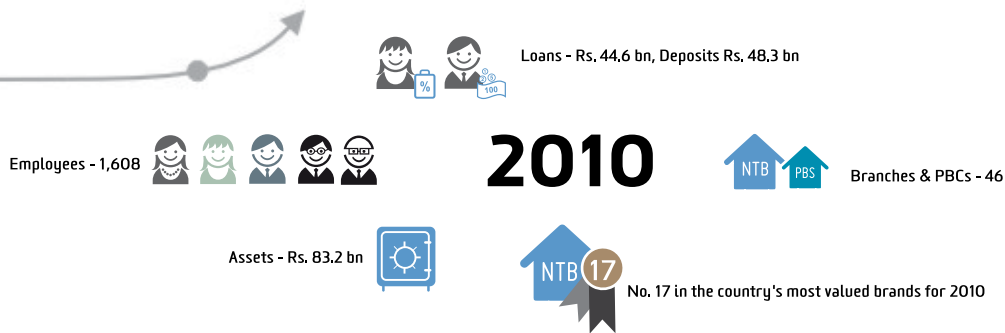 Loans - Rs. 44.6 bn, Deposits Rs. 48.3 bn
%
100
Employees - 1,608
2010
NTB
PBS
Branches & PBCs - 46
Assets - Rs. 83.2 bn
NTB
17
No. 17 in the country's most valued brands for 2010